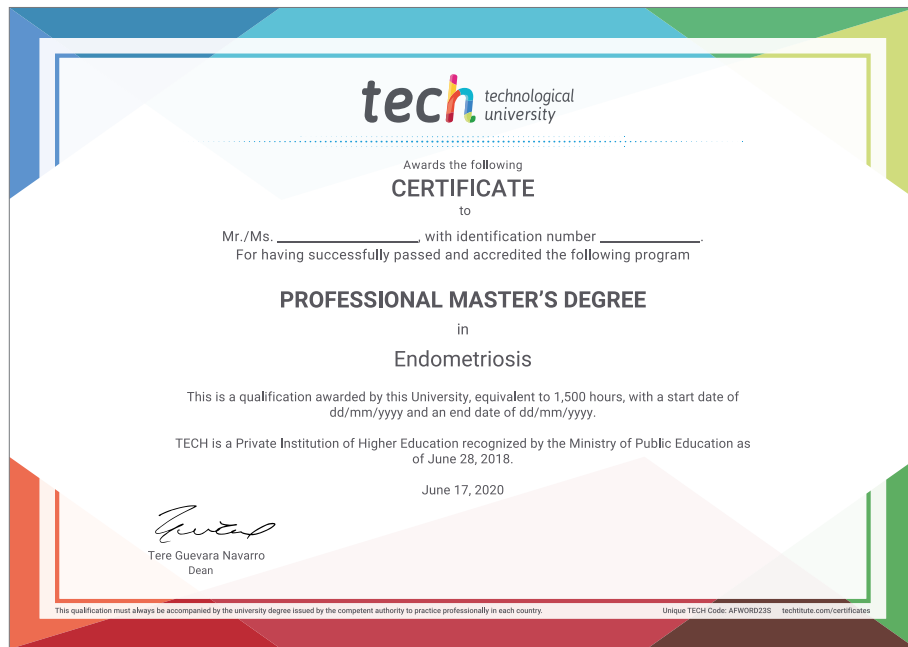 tech technological
university
Awards the following
CERTIFICATE
to
Mr./Ms. ____________________, with identification number ______________.
For having successfully passed and accredited the following program
PROFESSIONAL MASTER'S DEGREE
in
Endometriosis
This is a qualification awarded by this University, equivalent to 1,500 hours, with a start date of
dd/mm/yyyy and an end date of dd/mm/yyyy.
TECH is a Private Institution of Higher Education recognized by the Ministry of Public Education as
of June 28, 2018.
June 17, 2020
Tere Guevara Navarro
Dean
This qualification must always be accompanied by the university degree issued by the competent authority to practice professionally in each country. Unique TECH Code: AFWORD23S techtitute.com/certificates